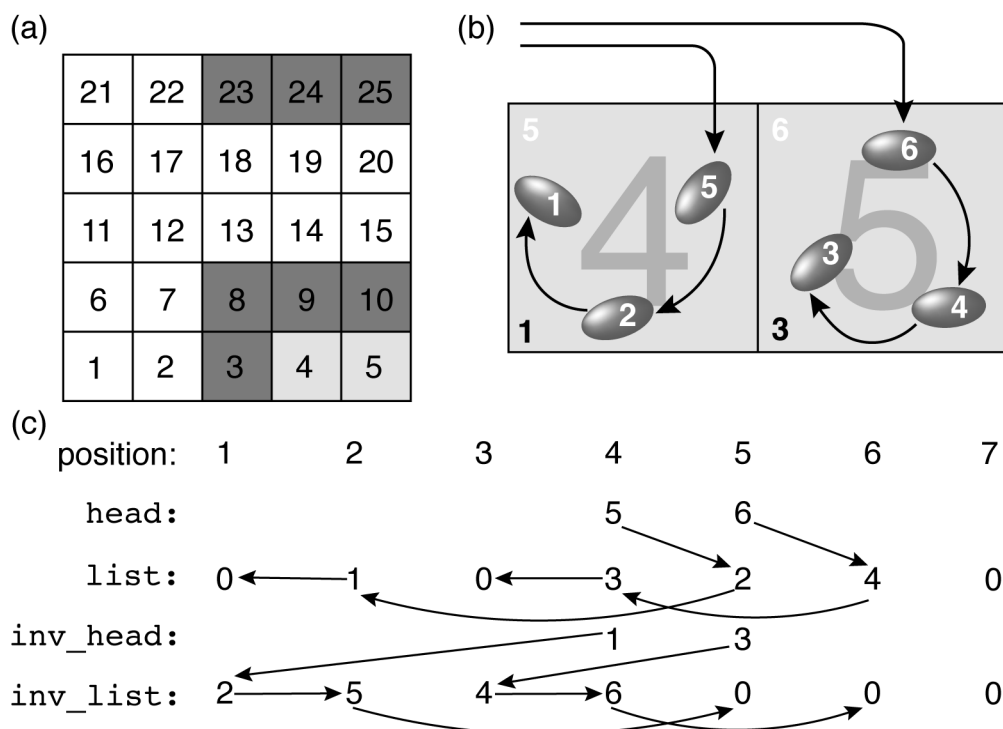 (a)
21 22 23 24 25
16 17 18 19 20
11 12 13 14 15
6 7 8 9 10
1 2 3 4 5
(b)
5 6
4 5
1 5 6
3
2 4
1 3
(c)
position: 1 2 3 4 5 6 7
head: 5 6
list: 0 1 0 3 2 4 0
inv_head: 1 3
inv_list: 2 5 4 6 0 0 0